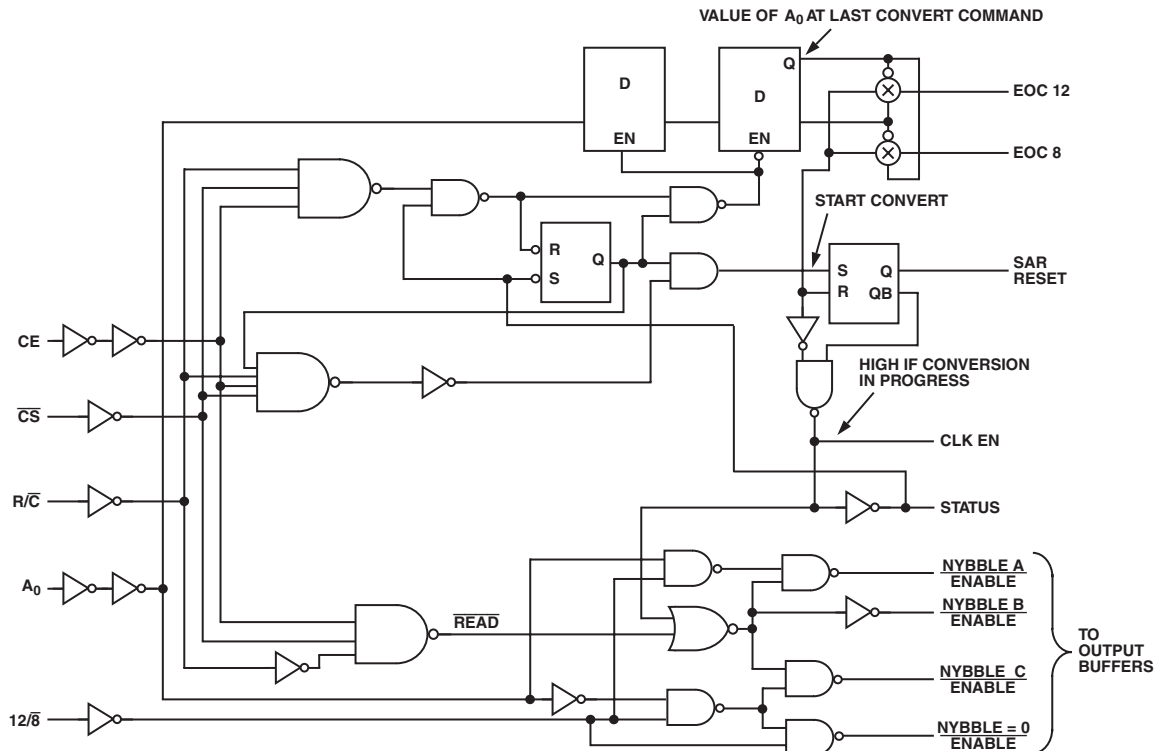 VALUE OF A0 AT LAST CONVERT COMMAND
D
EN
Q
D
EN
EOC 12
EOC 8
START CONVERT
R
S
Q
S
R
Q
QB
SAR
RESET
CE
HIGH IF CONVERSION
IN PROGRESS
CS
CLK EN
R/C
STATUS
A0
READ
NYBBLE A
ENABLE
NYBBLE B
ENABLE
NYBBLE C
ENABLE
NYBBLE = 0
ENABLE
TO
OUTPUT
BUFFERS
12/8